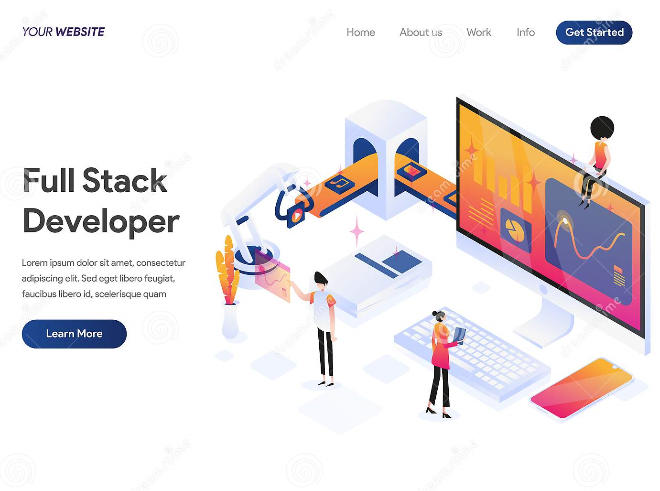 YOUR WEBSITE
Home About us Work Info Get Started
Full Stack
Developer
Lorem ipsum dolor sit amet, consectetur
adipiscing elit. Sed eget libero feugiat,
faucibus libero id, scelerisque quam
Learn More